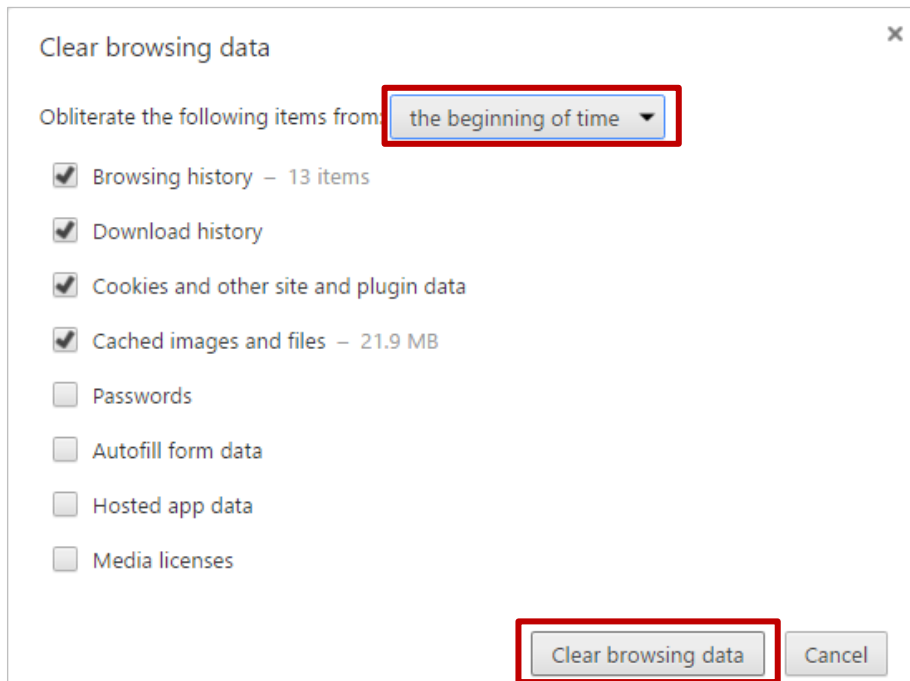 Clear browsing data
Obliterate the following items from: the beginning of time
Browsing history – 13 items
Download history
Cookies and other site and plugin data
Cached images and files – 21.9 MB
Passwords
Autofill form data
Hosted app data
Media licenses
Clear browsing data Cancel